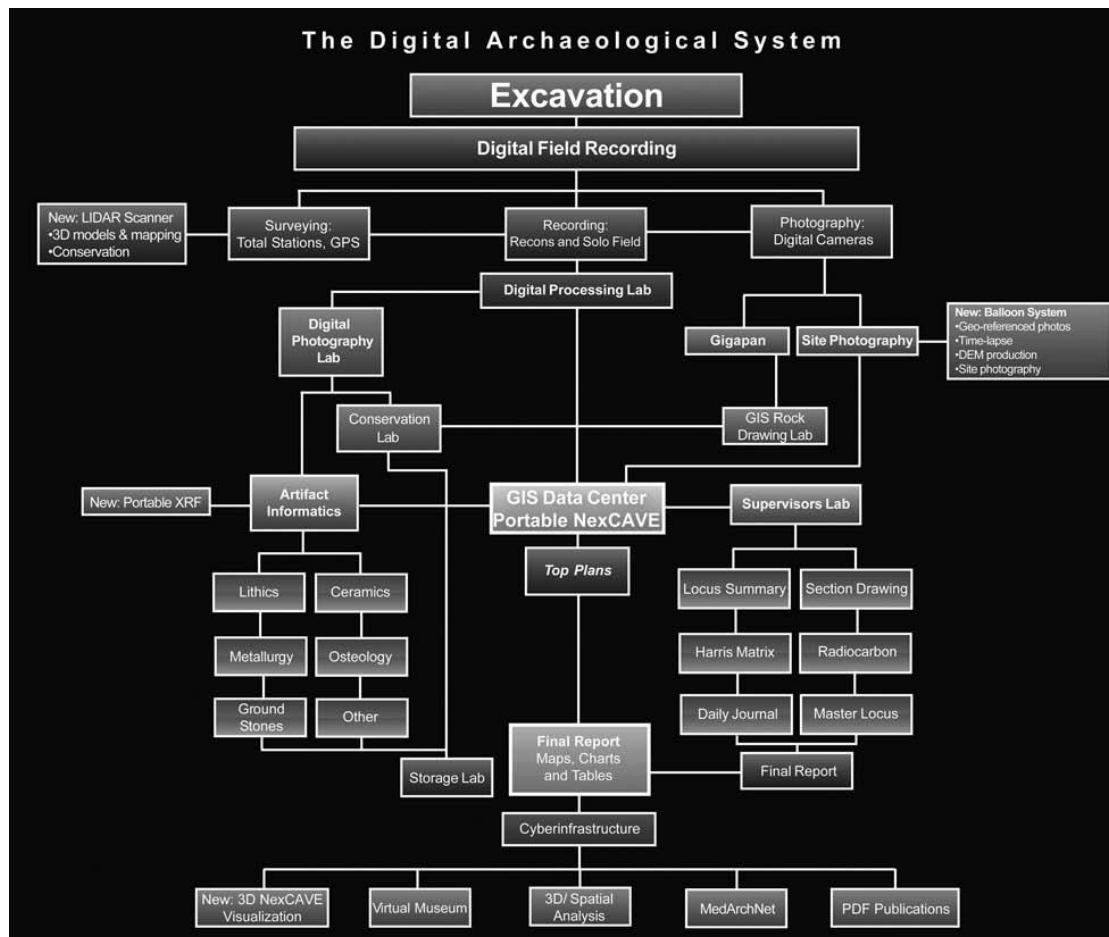 The Digital Archaeological System
Excavation
Digital Field Recording
New: LIDAR Scanner
•3D models & mapping
•Conservation
Surveying:
Total Stations, GPS
Recording:
Recons and Solo Field
Photography:
Digital Cameras
Digital Processing Lab
Digital
Photography
Lab
Gigapan
Site Photography
New: Balloon System
•Geo-referenced photos
•Time-lapse
•DEM production
•Site photography
Conservation
Lab
GIS Rock
Drawing Lab
New: Portable XRF
Artifact
Informatics
GIS Data Center
Portable NexCAVE
Supervisors Lab
Top Plans
Lithics
Ceramics
Locus Summary
Section Drawing
Metallurgy
Osteology
Harris Matrix
Radiocarbon
Ground
Stones
Other
Daily Journal
Master Locus
Final Report
Maps, Charts
and Tables
Storage Lab
Final Report
Cyberinfrastructure
New: 3D NexCAVE
Visualization
Virtual Museum
3D/ Spatial
Analysis
MedArchNet
PDF Publications